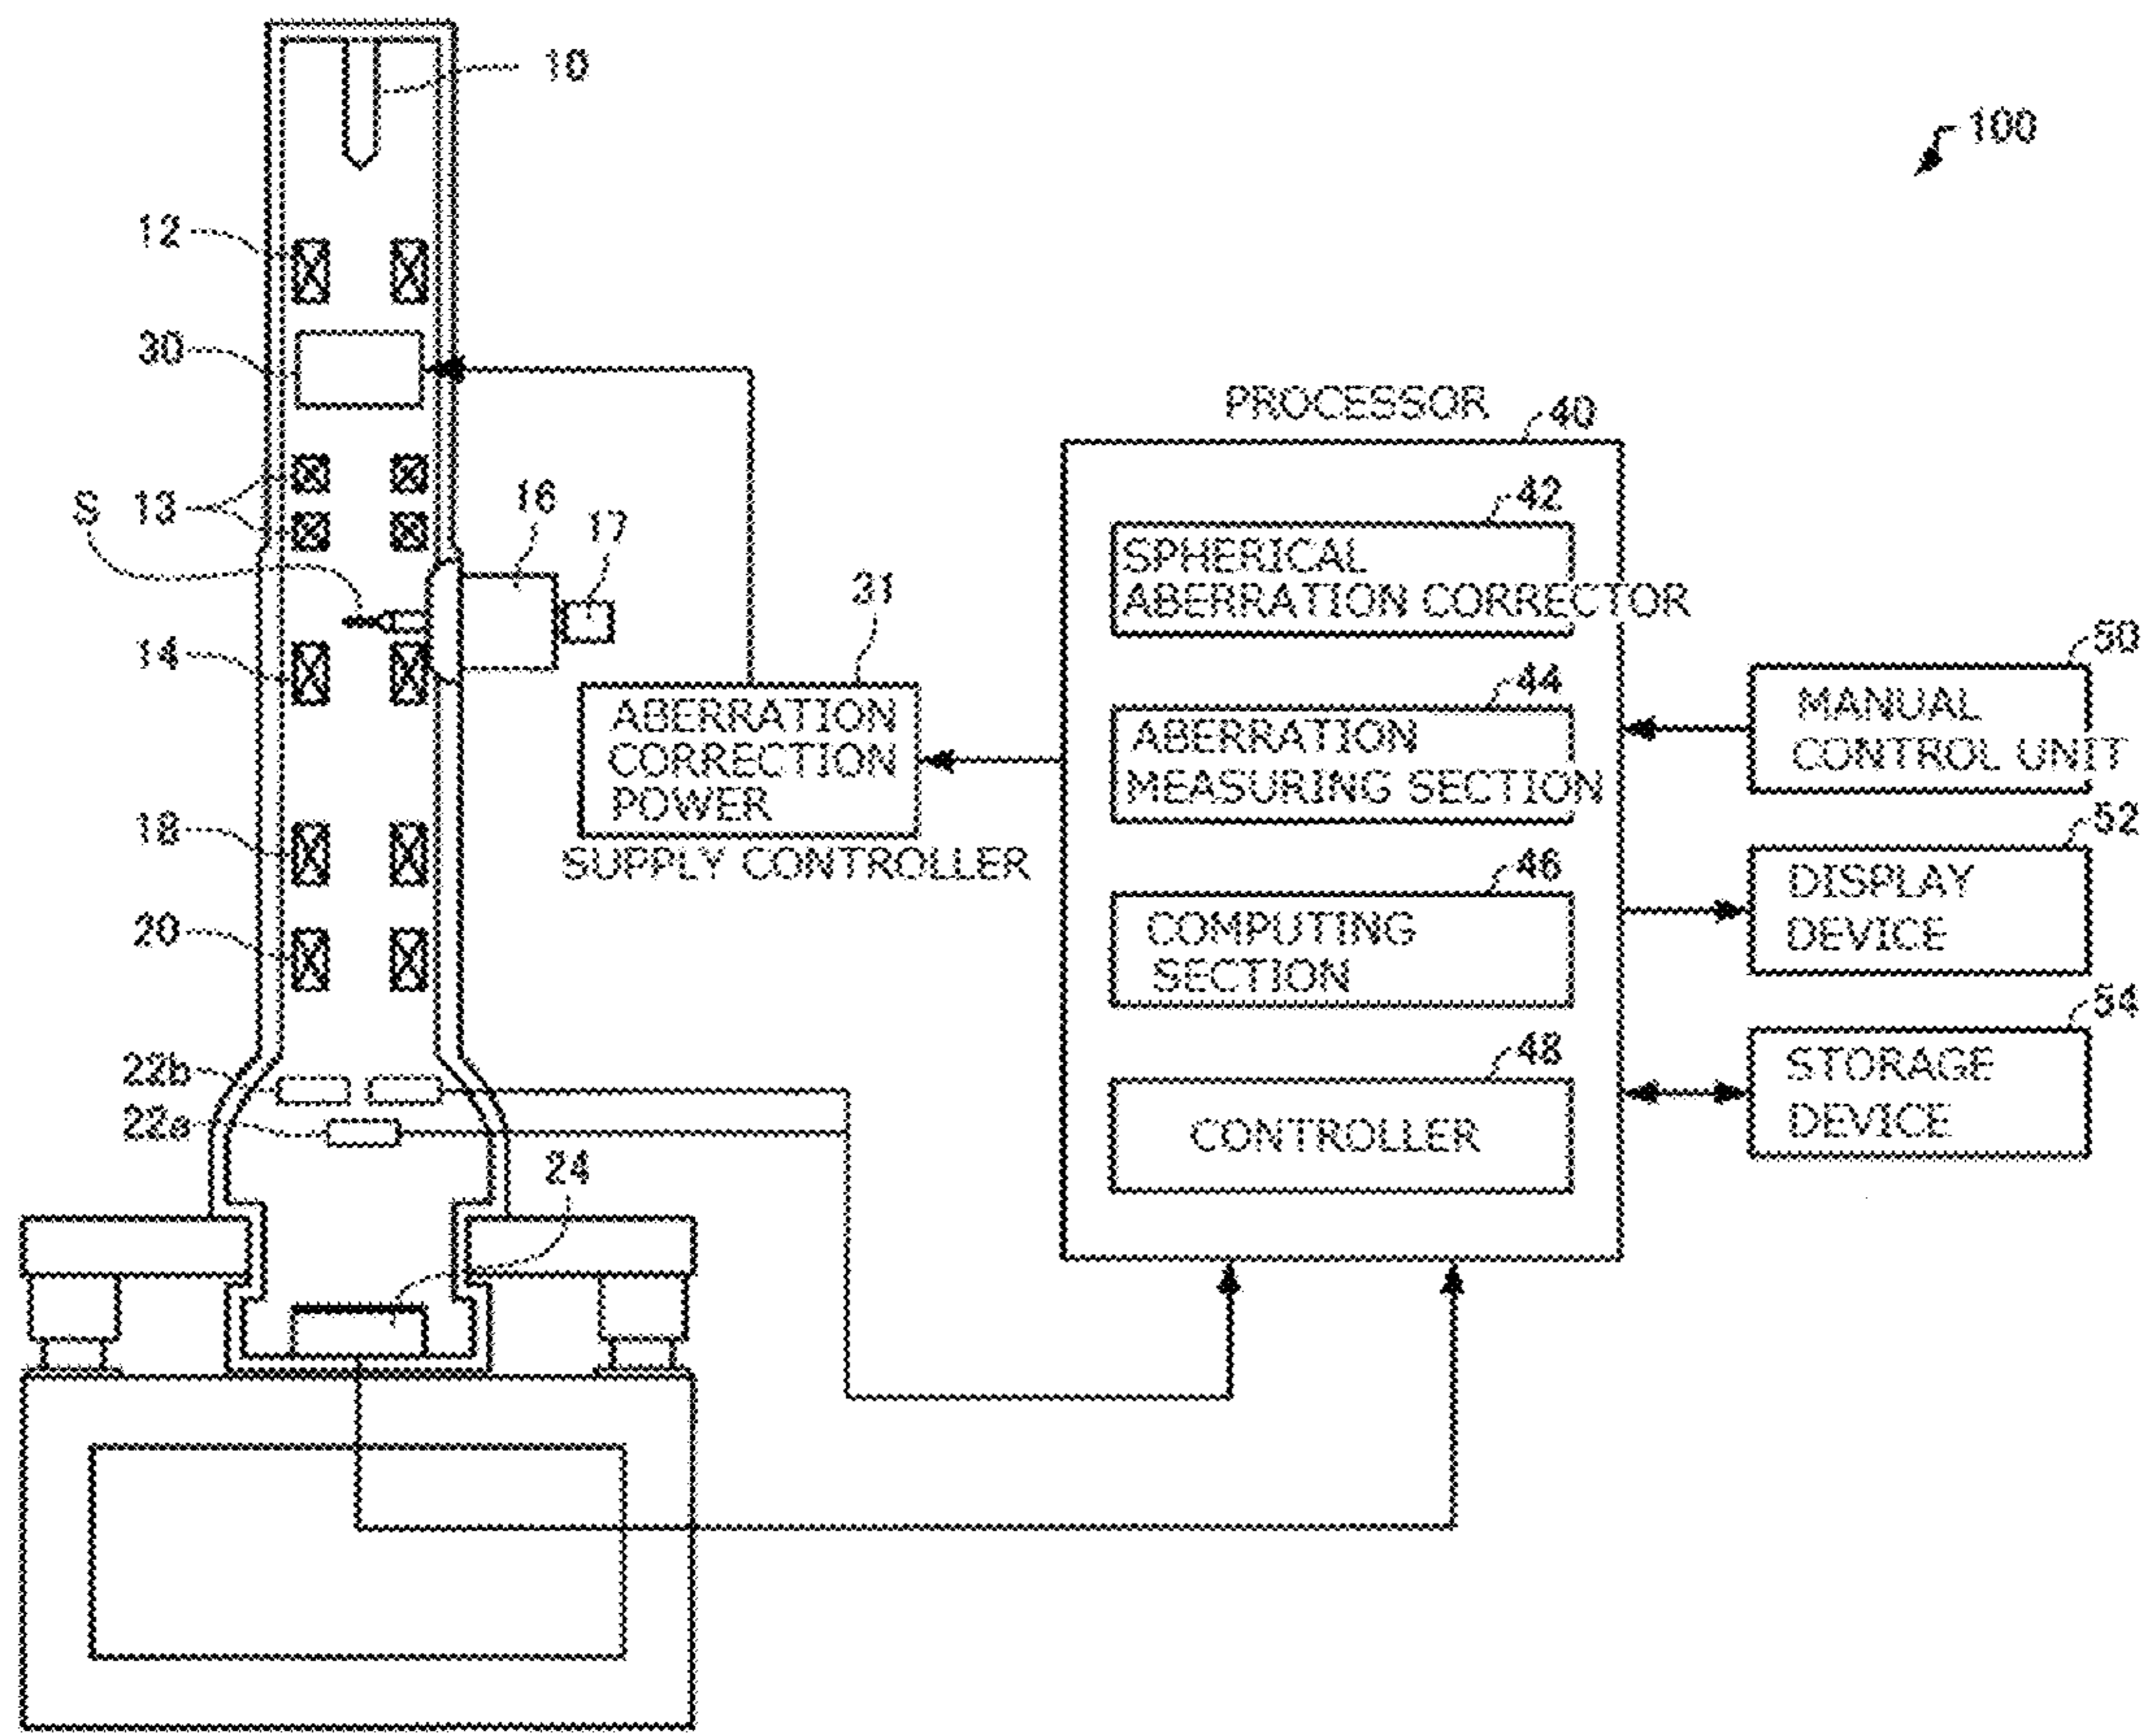 10
100
12
30
PROCESSOR
40
S 13
16
17
42
SPHERICAL
ABERRATION CORRECTOR
31
14
ABERRATION
CORRECTION
POWER
SUPPLY CONTROLLER
44
ABERRATION
MEASURING SECTION
50
MANUAL
CONTROL UNIT
18
46
COMPUTING
SECTION
52
DISPLAY
DEVICE
20
54
STORAGE
DEVICE
48
CONTROLLER
22b
22a
24